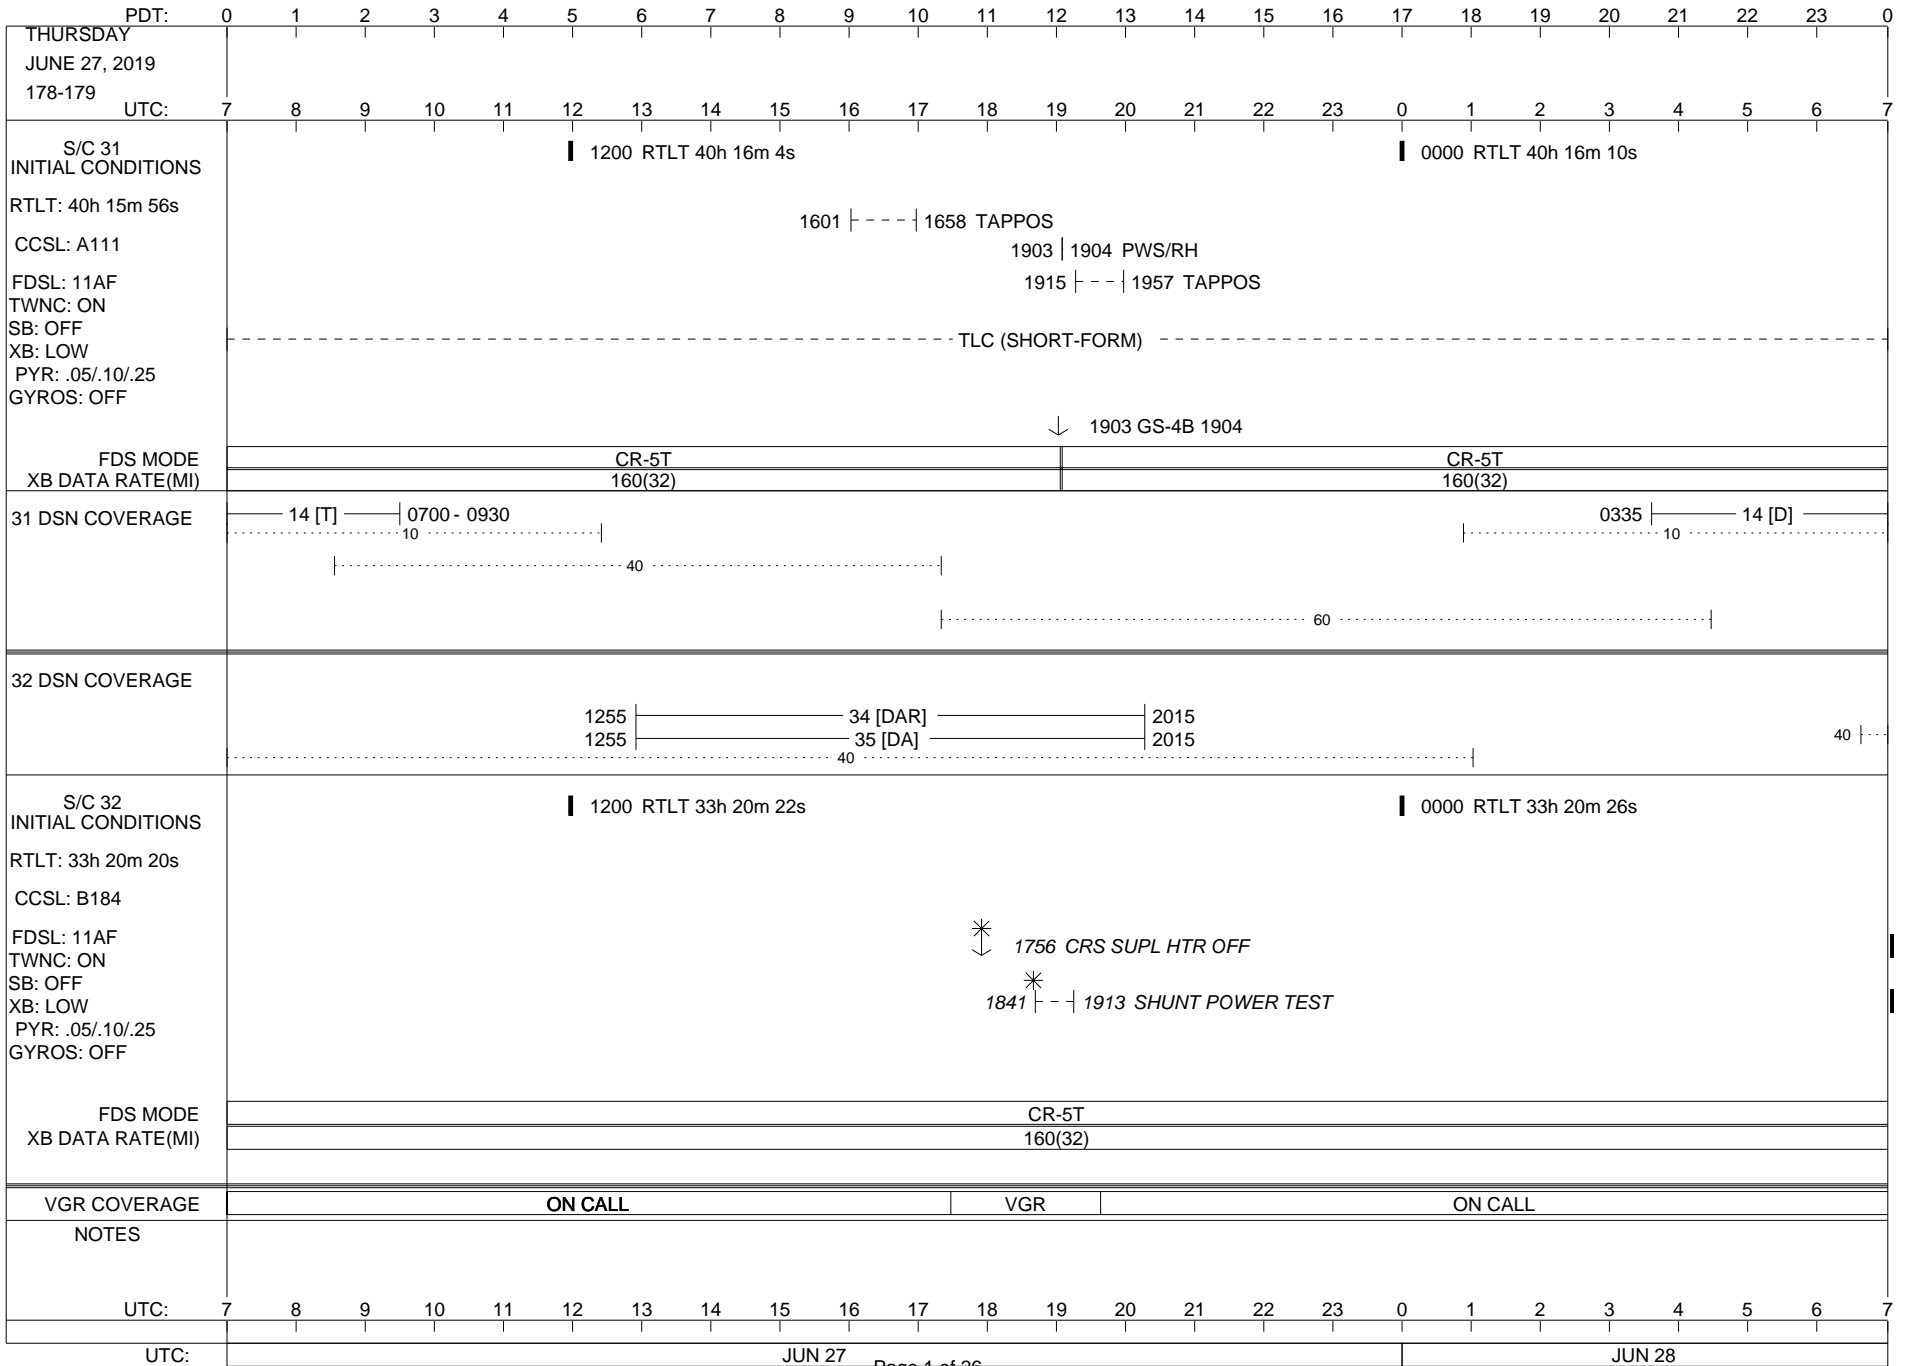 PDT: 0 1 2 3 4 5 6 7 8 9 10 11 12 13 14 15 16 17 18 19 20 21 22 23 0
THURSDAY
JUNE 27, 2019
178-179
UTC: 7 8 9 10 11 12 13 14 15 16 17 18 19 20 21 22 23 0 1 2 3 4 5 6 7
S/C 31
INITIAL CONDITIONS
1200 RTLT 40h 16m 4s
0000 RTLT 40h 16m 10s
RTLT: 40h 15m 56s
1601 1658 TAPPOS
CCSL: A111
1903 1904 PWS/RH
FDSL: 11AF
1915 1957 TAPPOS
TWNC: ON
SB: OFF
TLC (SHORT-FORM)
XB: LOW
PYR: .05/.10/.25
GYROS: OFF
1903 GS-4B 1904
FDS MODE CR-5T CR-5T
XB DATA RATE(MI) 160(32) 160(32)
31 DSN COVERAGE
14 [T] 0700 - 0930
0335 14 [D]
10 10
40
60
32 DSN COVERAGE
1255 34 [DAR] 2015
1255 35 [DA] 2015
40
40
S/C 32
INITIAL CONDITIONS
1200 RTLT 33h 20m 22s
0000 RTLT 33h 20m 26s
RTLT: 33h 20m 20s
CCSL: B184
FDSL: 11AF
1756 CRS SUPL HTR OFF
TWNC: ON
SB: OFF
XB: LOW
1841 1913 SHUNT POWER TEST
PYR: .05/.10/.25
GYROS: OFF
FDS MODE CR-5T
XB DATA RATE(MI) 160(32)
VGR COVERAGE ON CALL VGR ON CALL
NOTES
UTC: 7 8 9 10 11 12 13 14 15 16 17 18 19 20 21 22 23 0 1 2 3 4 5 6 7
UTC: JUN 27 JUN 28
Page 1 of 26